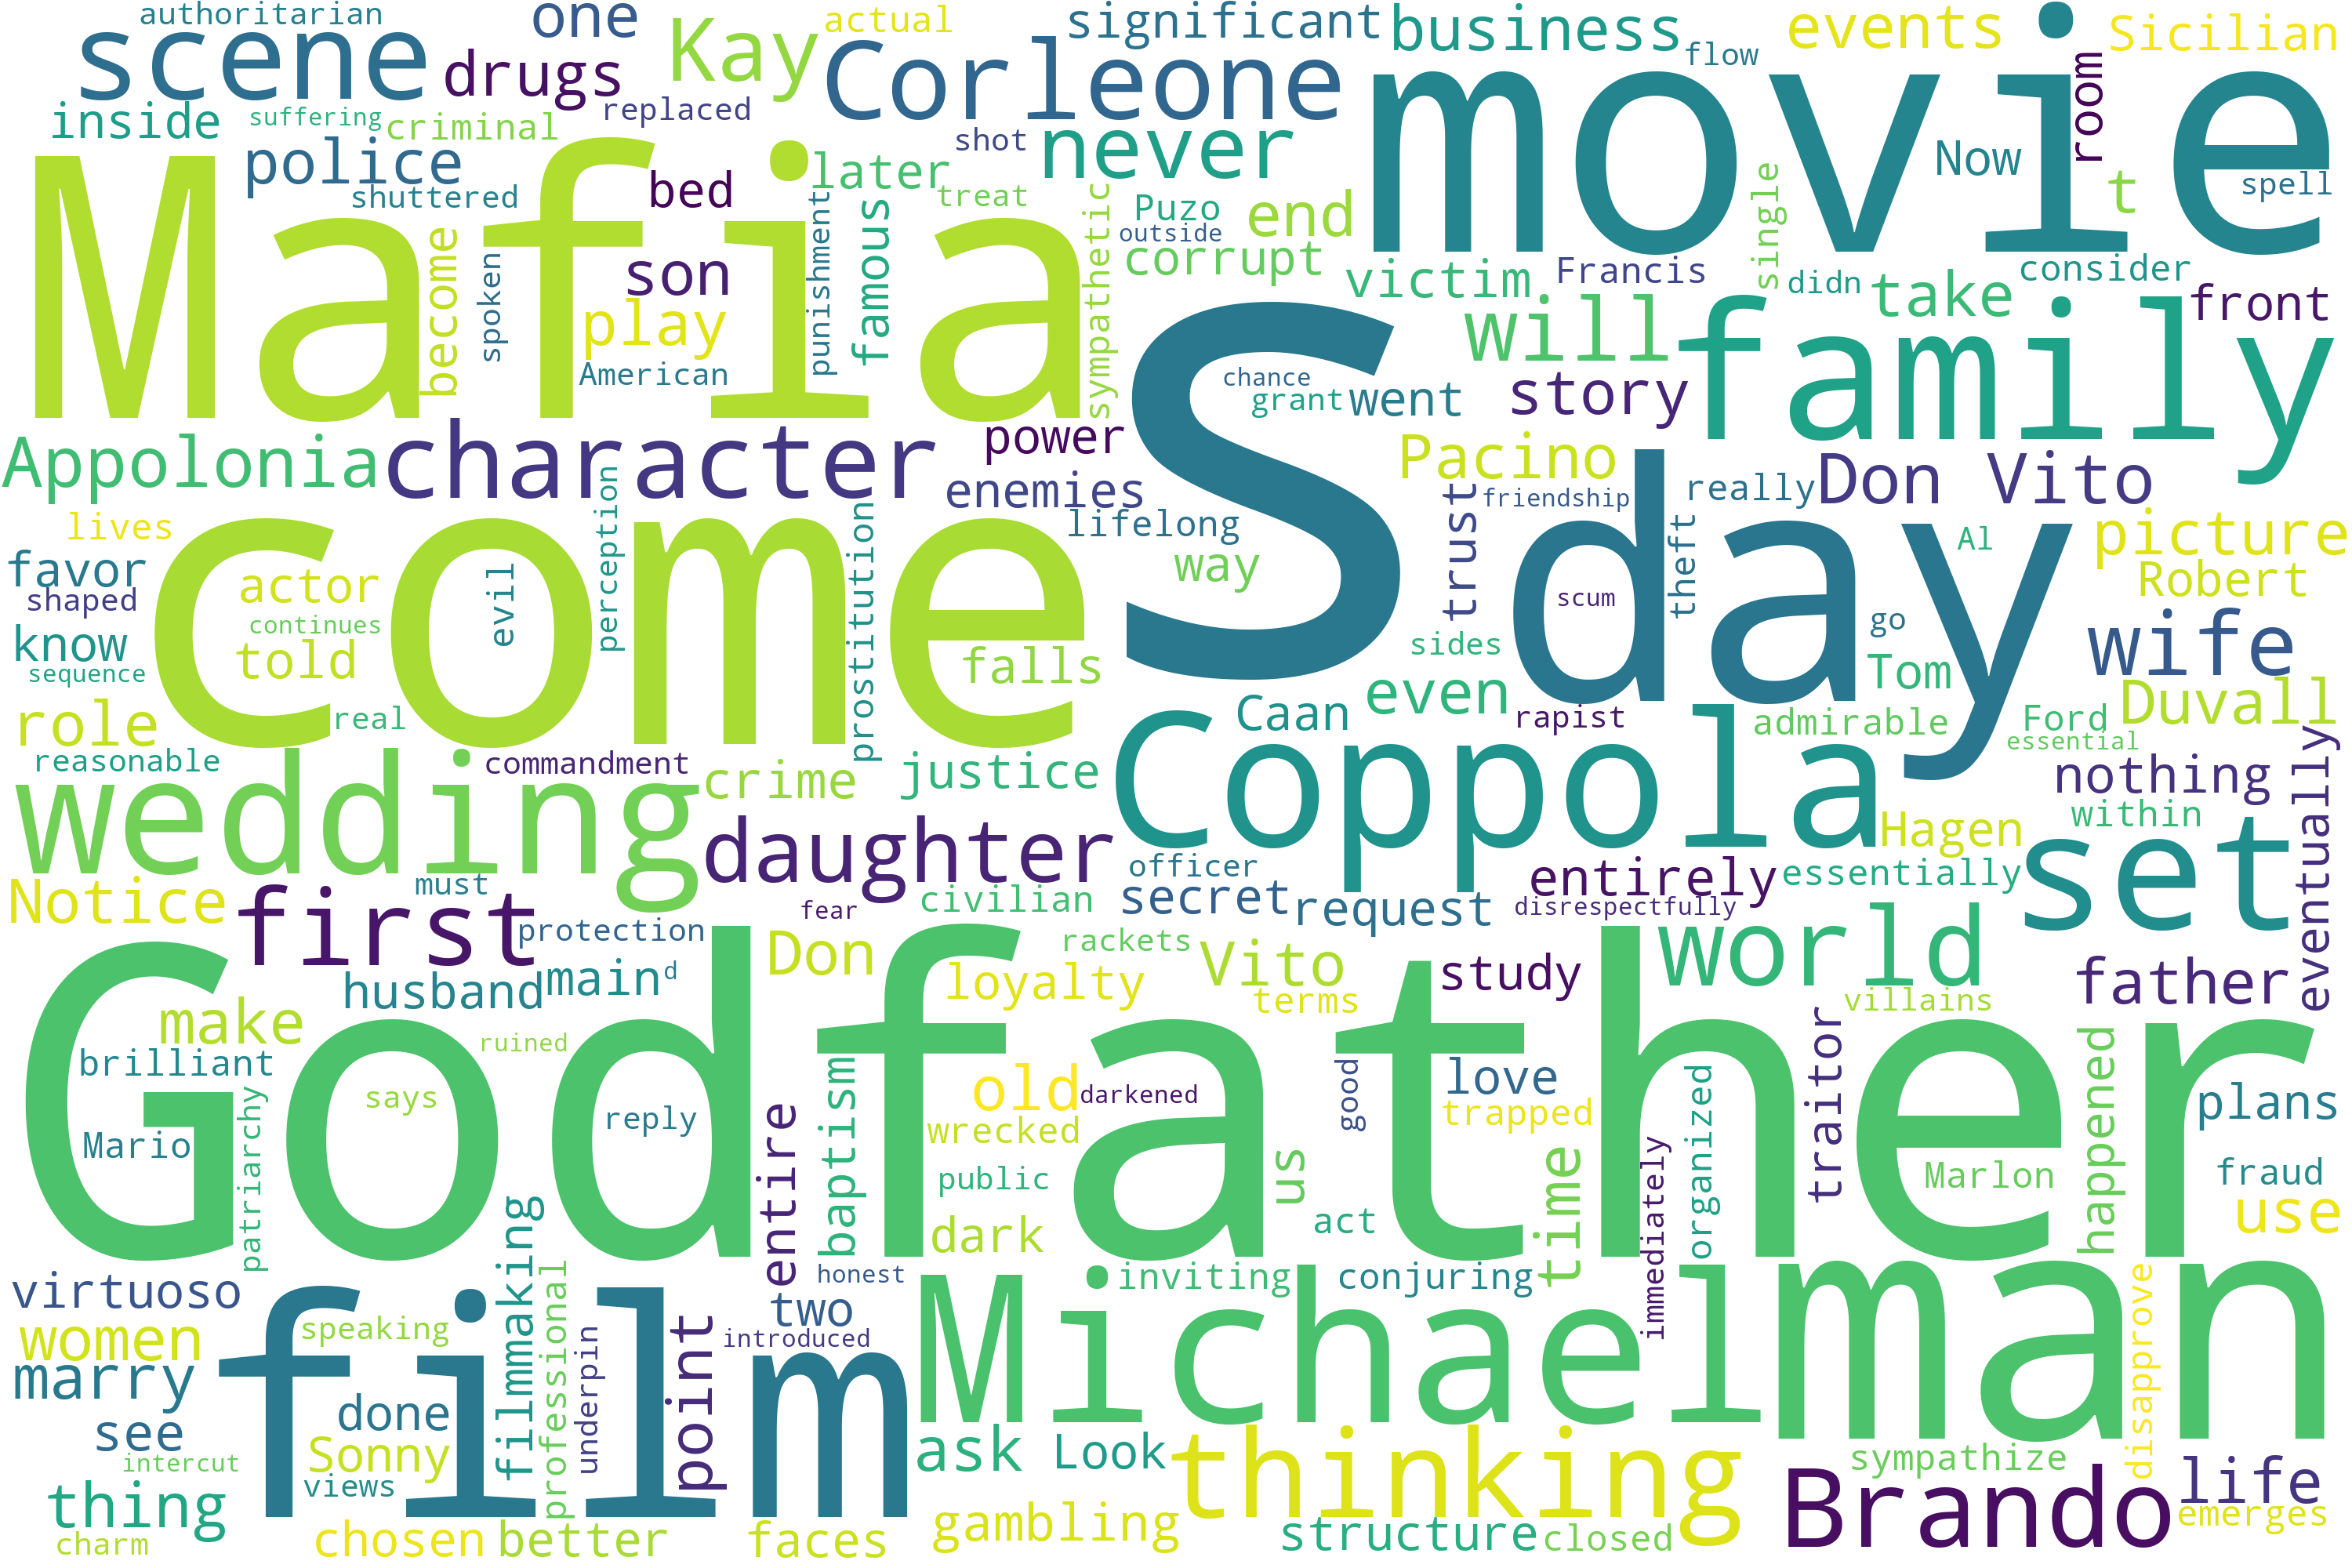 authoritarian
one
actual
significant
business
events
Sicilian
scene
drugs
Kay
Corleone
movie
flow
room
inside
suffering
criminal
replaced
shot
never
Now
spell
police
shuttered
bed
later
treat
Mafia
become
spoken
son
play
American
punishment
famous
sympathetic
Puzo
outside
corrupt
end
victim
Francis
single
didn
t
take
consider
front
will
family
story
chance
grant
went
S
power
Pacino
Appolonia
character
enemies
lifelong
way
trust
friendship
really
Don Vito
lives
favor
shaped
actor
continues
told
know
sequence
come
evil
perception
prostitution
falls
day
scum
theft
Al
go
picture
Robert
wife
sides
even
Tom
role
real
reasonable
Caan
rapist
admirable
Ford
essential
Duvall
wedding
commandment
crime
justice
Coppola
nothing
within
eventually
daughter
officer
secret
request
entirely
disrespectfully
Hagen
essentially
set
Notice
first
must
protection
fear
civilian
rackets
Don
husband
main
d
loyalty
Vito
terms
study
world
villains
father
make
brilliant
ruined
says
Mario
patriarchy
reply
Godfather
entire
baptism
old
darkened
wrecked
public
dark
us
good
love
trapped
act
time
immediately
organized
traitor
Marlon
happened
plans
fraud
use
virtuoso
women
marry
see
intercut
thing
charm
film
speaking
done
Sonny
views
chosen
filmmaking
professional
underpin
better
point
two
honest
introduced
faces
inviting
conjuring
Michael
man
disapprove
ask
Look
thinking
gambling
structure
closed
sympathize
Brando
life
emerges